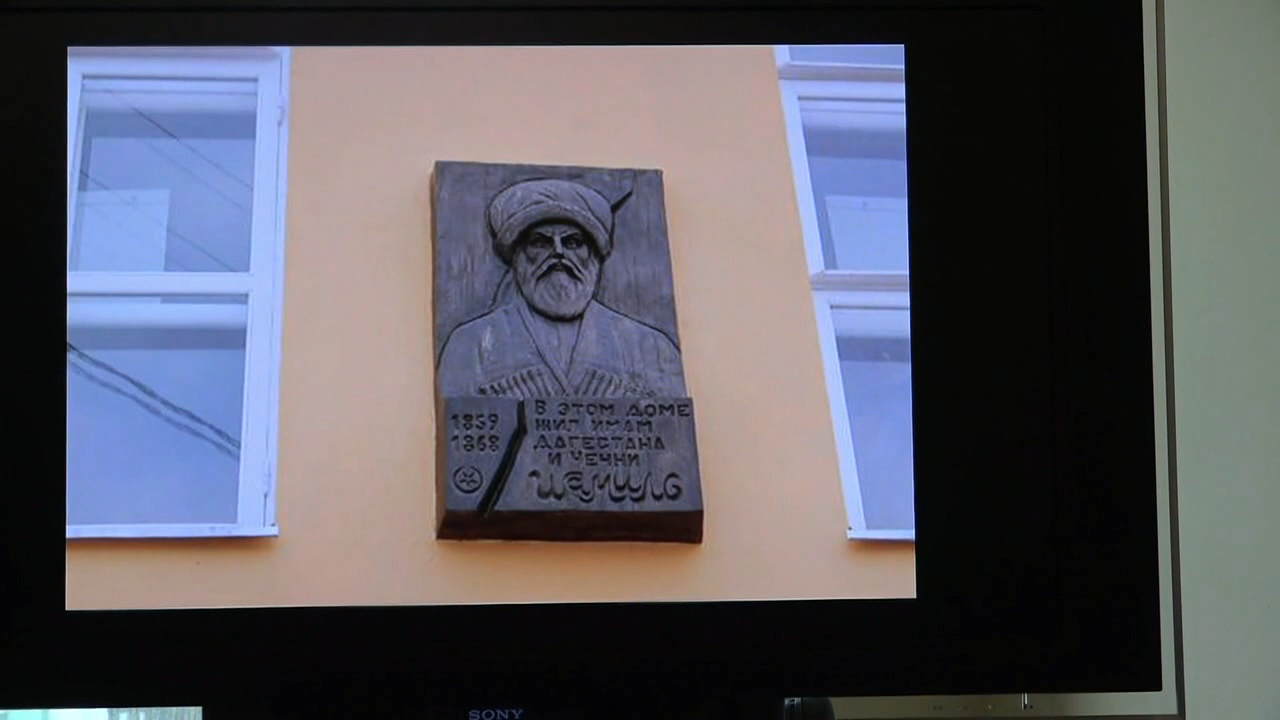 1859
1868
В ЭТОМ ДОМЕ
ЖИЛ ИМАМ
ДАГЕСТАНА
И ЧЕЧНИ
ШАМИЛЬ
SONY